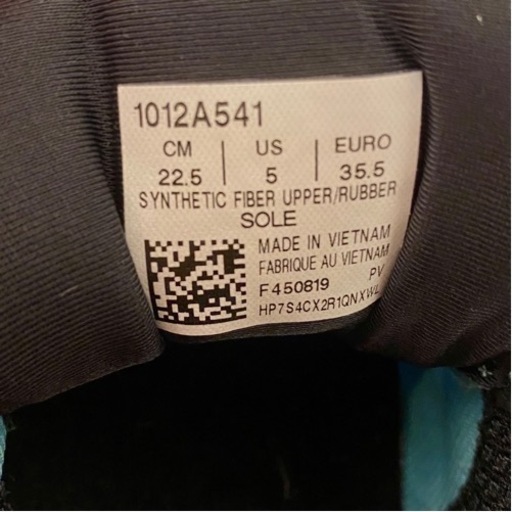 1012A541
CM | US | EURO
22.5 | 5 | 35.5
SYNTHETIC FIBER UPPER/RUBBER
SOLE
MADE IN VIETNAM
FABRIQUE AU VIETNAM
F450819 PV
HP7S4CX2R1QNXWL